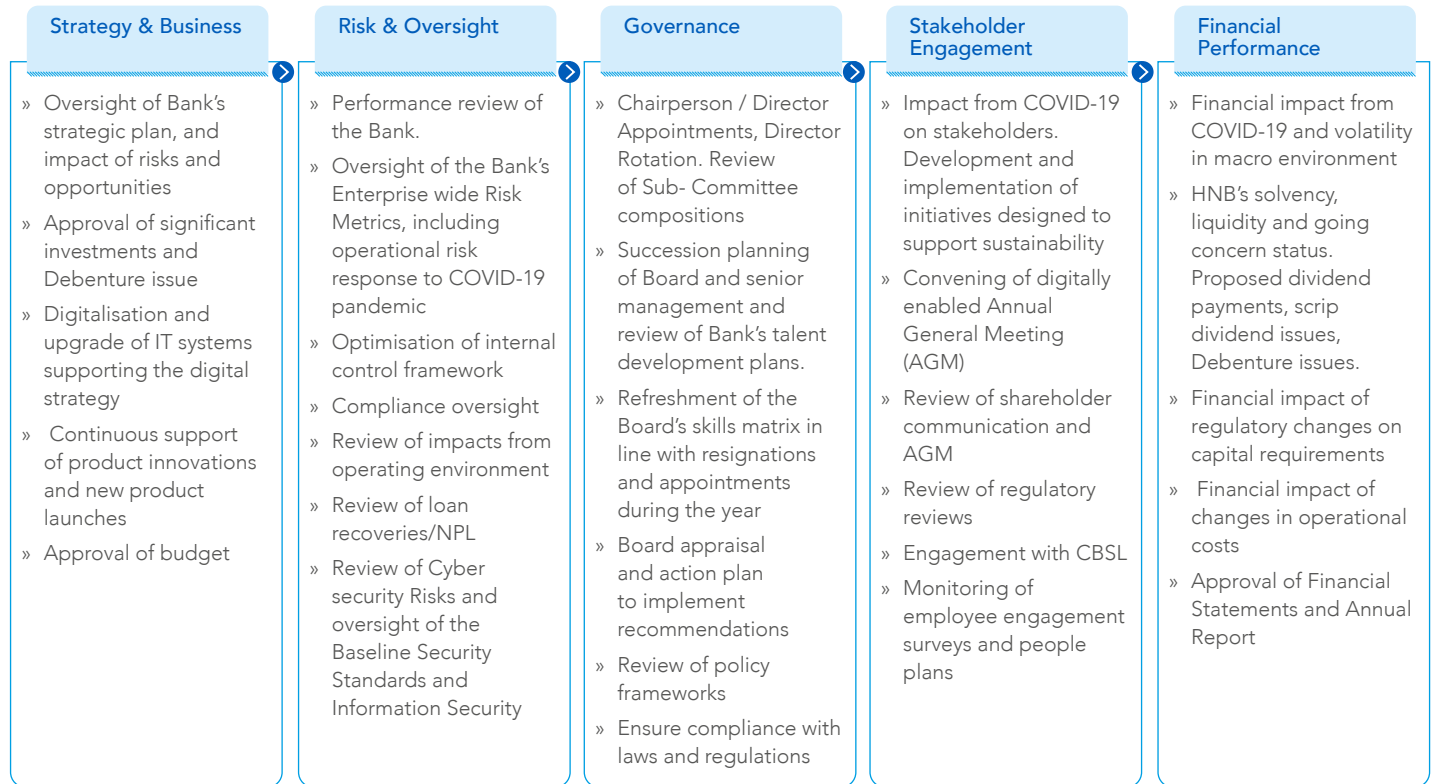 Strategy & Business
» Oversight of Bank's
strategic plan, and
impact of risks and
opportunities
» Approval of significant
investments and
Debenture issue
» Digitalisation and
upgrade of IT systems
supporting the digital
strategy
» Continuous support
of product innovations
and new product
launches
» Approval of budget
Risk & Oversight
» Performance review of
the Bank.
» Oversight of the Bank's
Enterprise wide Risk
Metrics, including
operational risk
response to COVID-19
pandemic
» Optimisation of internal
control framework
» Compliance oversight
» Review of impacts from
operating environment
» Review of loan
recoveries/NPL
» Review of Cyber
security Risks and
oversight of the
Baseline Security
Standards and
Information Security
Governance
» Chairperson / Director
Appointments, Director
Rotation. Review
of Sub- Committee
compositions
» Succession planning
of Board and senior
management and
review of Bank's talent
development plans.
» Refreshment of the
Board's skills matrix in
line with resignations
and appointments
during the year
» Board appraisal
and action plan
to implement
recommendations
» Review of policy
frameworks
» Ensure compliance with
laws and regulations
Stakeholder
Engagement
» Impact from COVID-19
on stakeholders.
Development and
implementation of
initiatives designed to
support sustainability
» Convening of digitally
enabled Annual
General Meeting
(AGM)
» Review of shareholder
communication and
AGM
» Review of regulatory
reviews
» Engagement with CBSL
» Monitoring of
employee engagement
surveys and people
plans
Financial
Performance
» Financial impact from
COVID-19 and volatility
in macro environment
» HNB's solvency,
liquidity and going
concern status.
Proposed dividend
payments, scrip
dividend issues,
Debenture issues.
» Financial impact of
regulatory changes on
capital requirements
» Financial impact of
changes in operational
costs
» Approval of Financial
Statements and Annual
Report